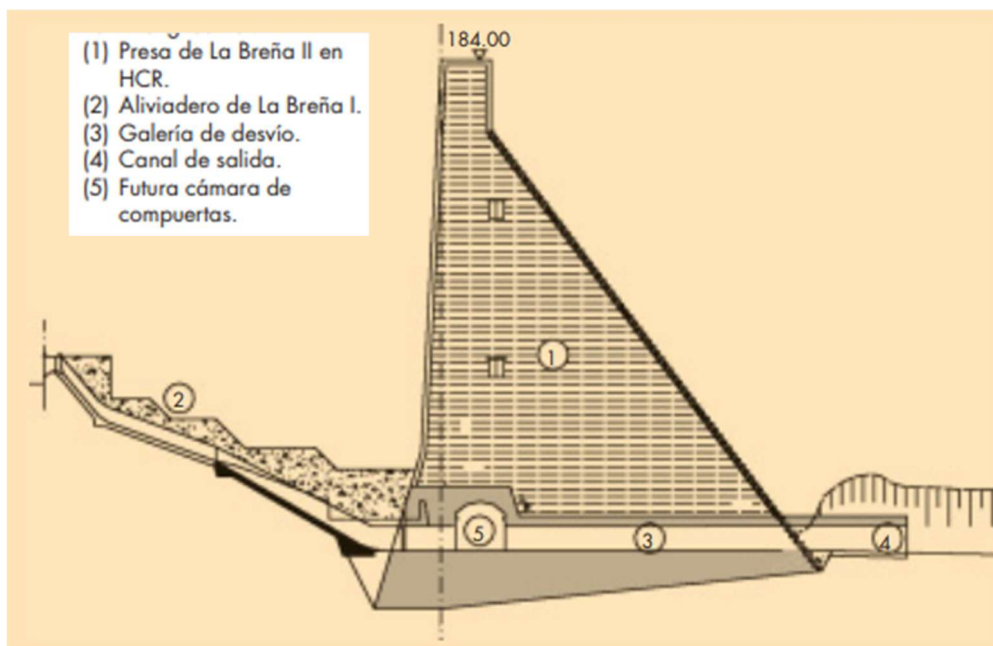 (1) Presa de La Breña II en
HCR.
(2) Aliviadero de La Breña I.
(3) Galería de desvío.
(4) Canal de salida.
(5) Futura cámara de
compuertas.
184.00
1
2
5
3
4